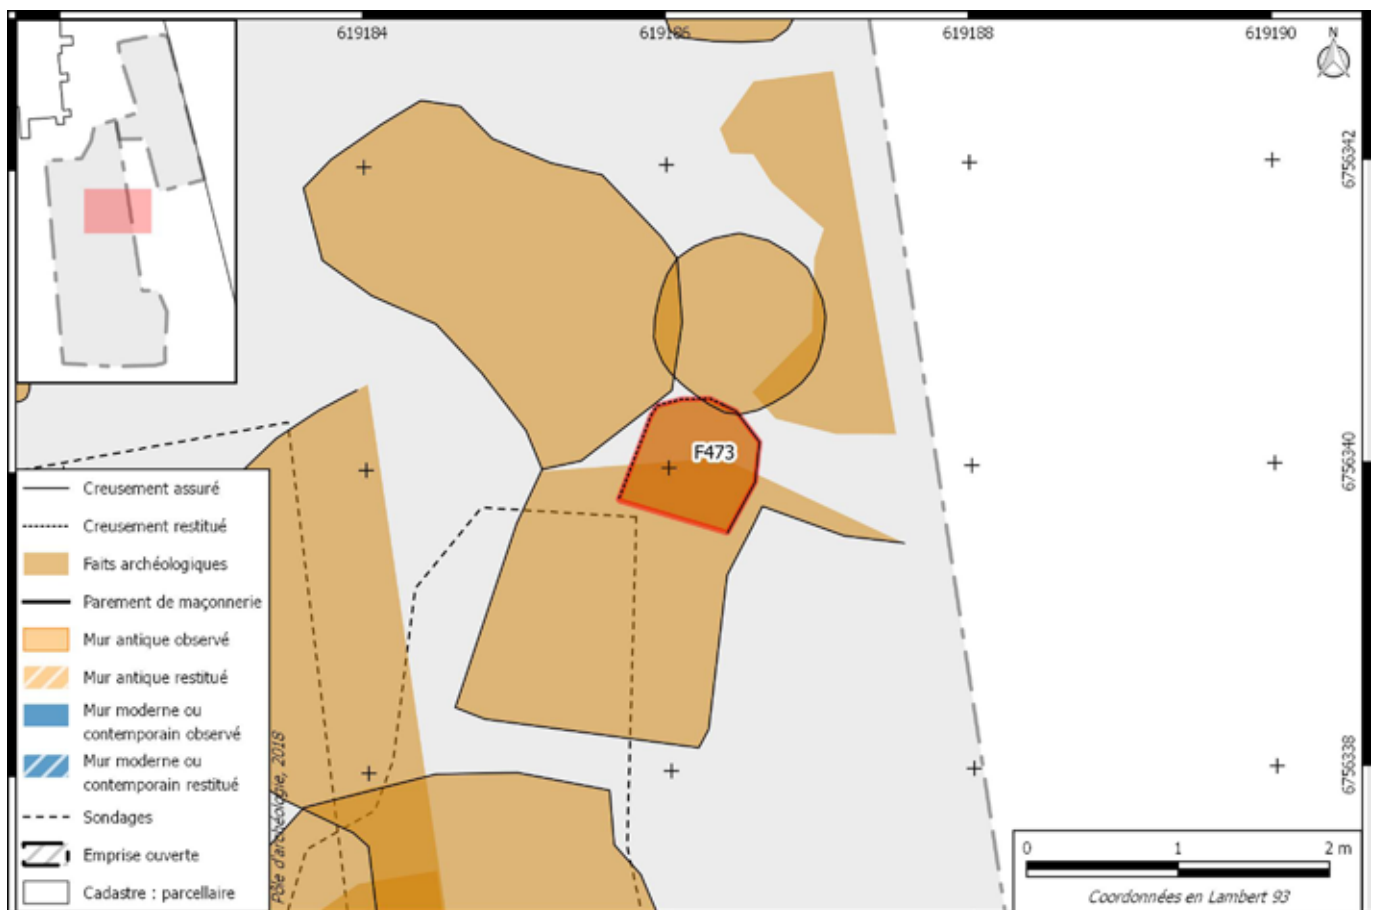 619184
619186
619188
619190
N
6756342
6756340
6756338
F473
Creusement assuré
Creusement restitué
Faits archéologiques
Parement de maçonnerie
Mur antique observé
Mur antique restitué
Mur moderne ou
contemporain observé
Mur moderne ou
contemporain restitué
Sondages
Emprise ouverte
Cadastre : parcellaire
Pôle d'archéologie, 2018
0 1 2 m
Coordonnées en Lambert 93